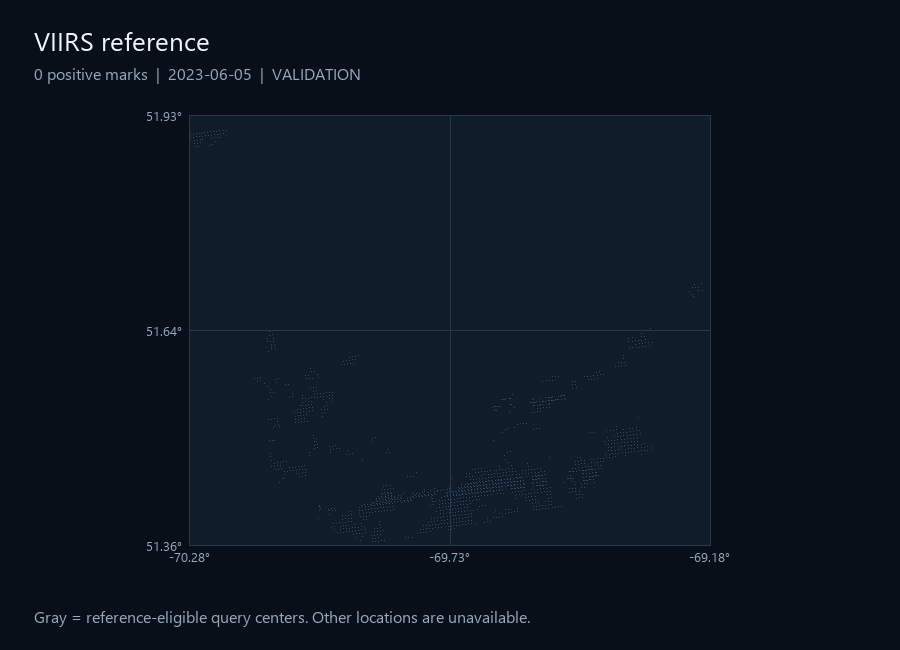 VIIRS reference
0 positive marks | 2023-06-05 | VALIDATION
51.93°
51.64°
51.36°
-70.28°
-69.73°
-69.18°
Gray = reference-eligible query centers. Other locations are unavailable.